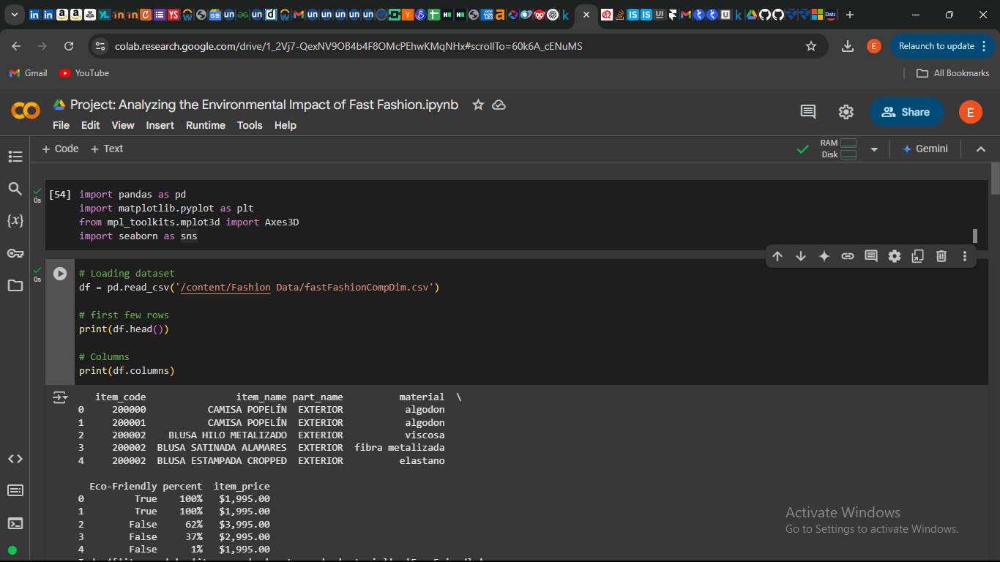 colab.research.google.com/drive/1_2Vj7-QexNV9OB4b4F8OMcPEhwKMqNHx#scrollTo=60k6A_cENuMS
E
Relaunch to update
Gmail
YouTube
All Bookmarks
Project: Analyzing the Environmental Impact of Fast Fashion.ipynb
Share
E
File Edit View Insert Runtime Tools Help
+ Code + Text
RAM
Disk
Gemini
0s
[54] import pandas as pd
import matplotlib.pyplot as plt
from mpl_toolkits.mplot3d import Axes3D
import seaborn as sns
0s
# Loading dataset
df = pd.read_csv('/content/Fashion Data/fastFashionCompDim.csv')
# first few rows
print(df.head())
# Columns
print(df.columns)
item_code item_name part_name material \
0 200000 CAMISA POPELÍN EXTERIOR algodon
1 200001 CAMISA POPELÍN EXTERIOR algodon
2 200002 BLUSA HILO METALIZADO EXTERIOR viscosa
3 200002 BLUSA SATINADA ALAMARES EXTERIOR fibra metalizada
4 200002 BLUSA ESTAMPADA CROPPED EXTERIOR elastano
Eco-Friendly percent item_price
0 True 100% $1,995.00
1 True 100% $1,995.00
2 False 62% $3,995.00
3 False 37% $2,995.00
4 False 1% $1,995.00
Activate Windows
Go to Settings to activate Windows.